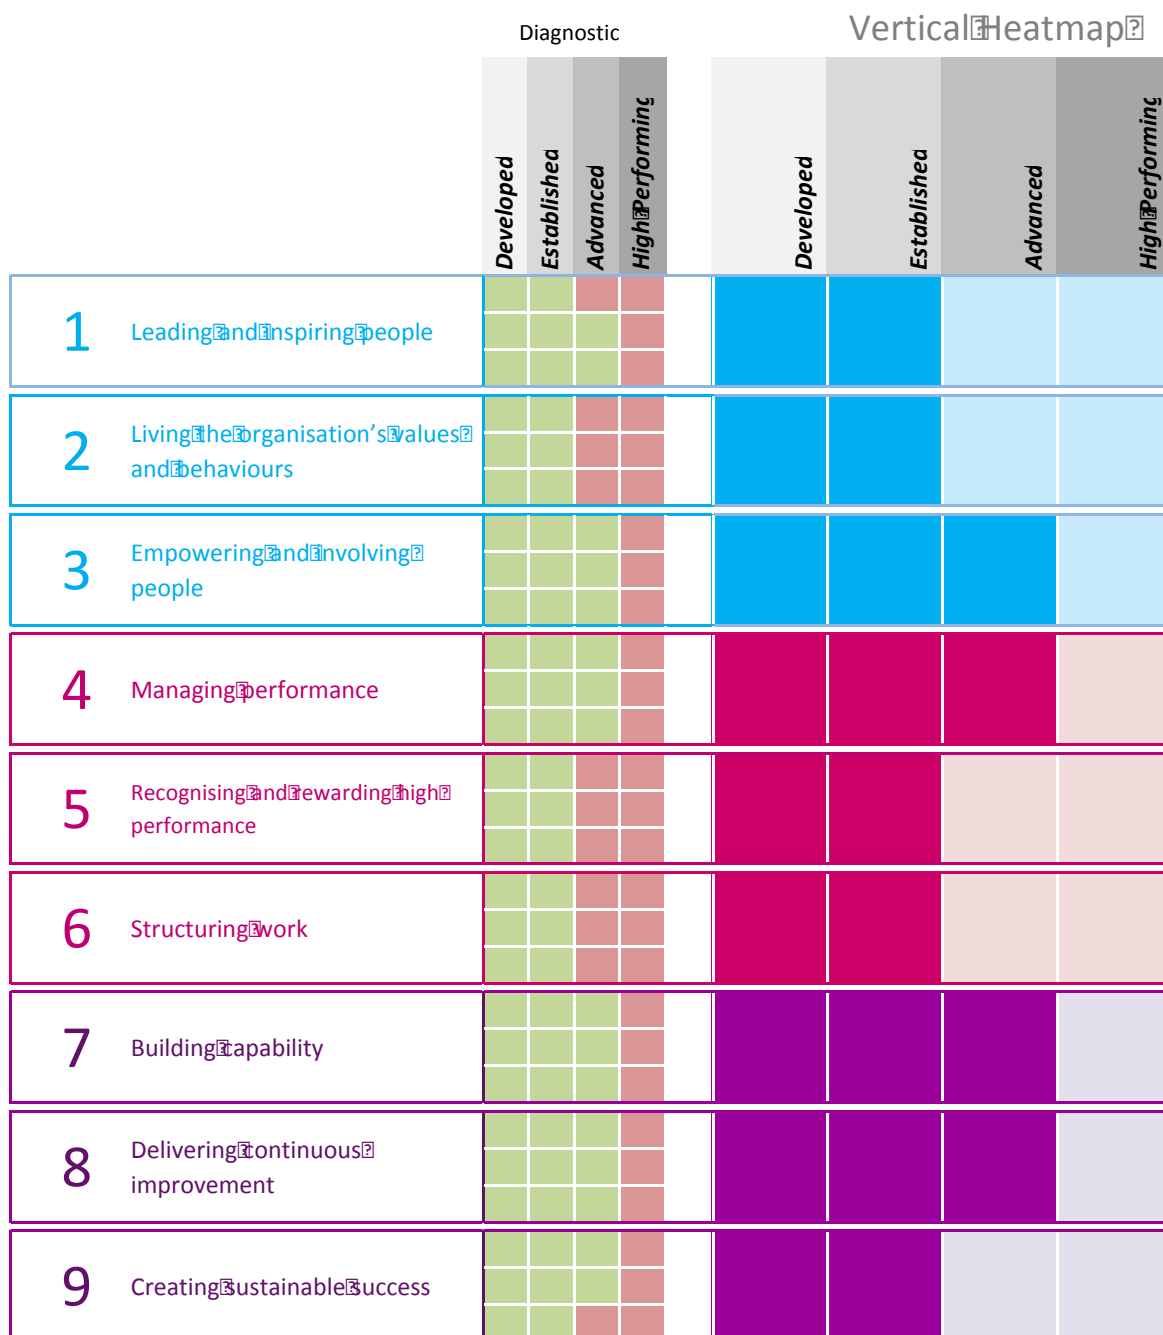 Diagnostic
Vertical Heatmap
Developed
Established
Advanced
High Performing
Developed
Established
Advanced
High Performing
1
Leading and inspiring people
2
Living the organisation's values
and behaviours
3
Empowering and involving
people
4
Managing performance
5
Recognising and rewarding high
performance
6
Structuring work
7
Building capability
8
Delivering continuous
improvement
9
Creating sustainable success